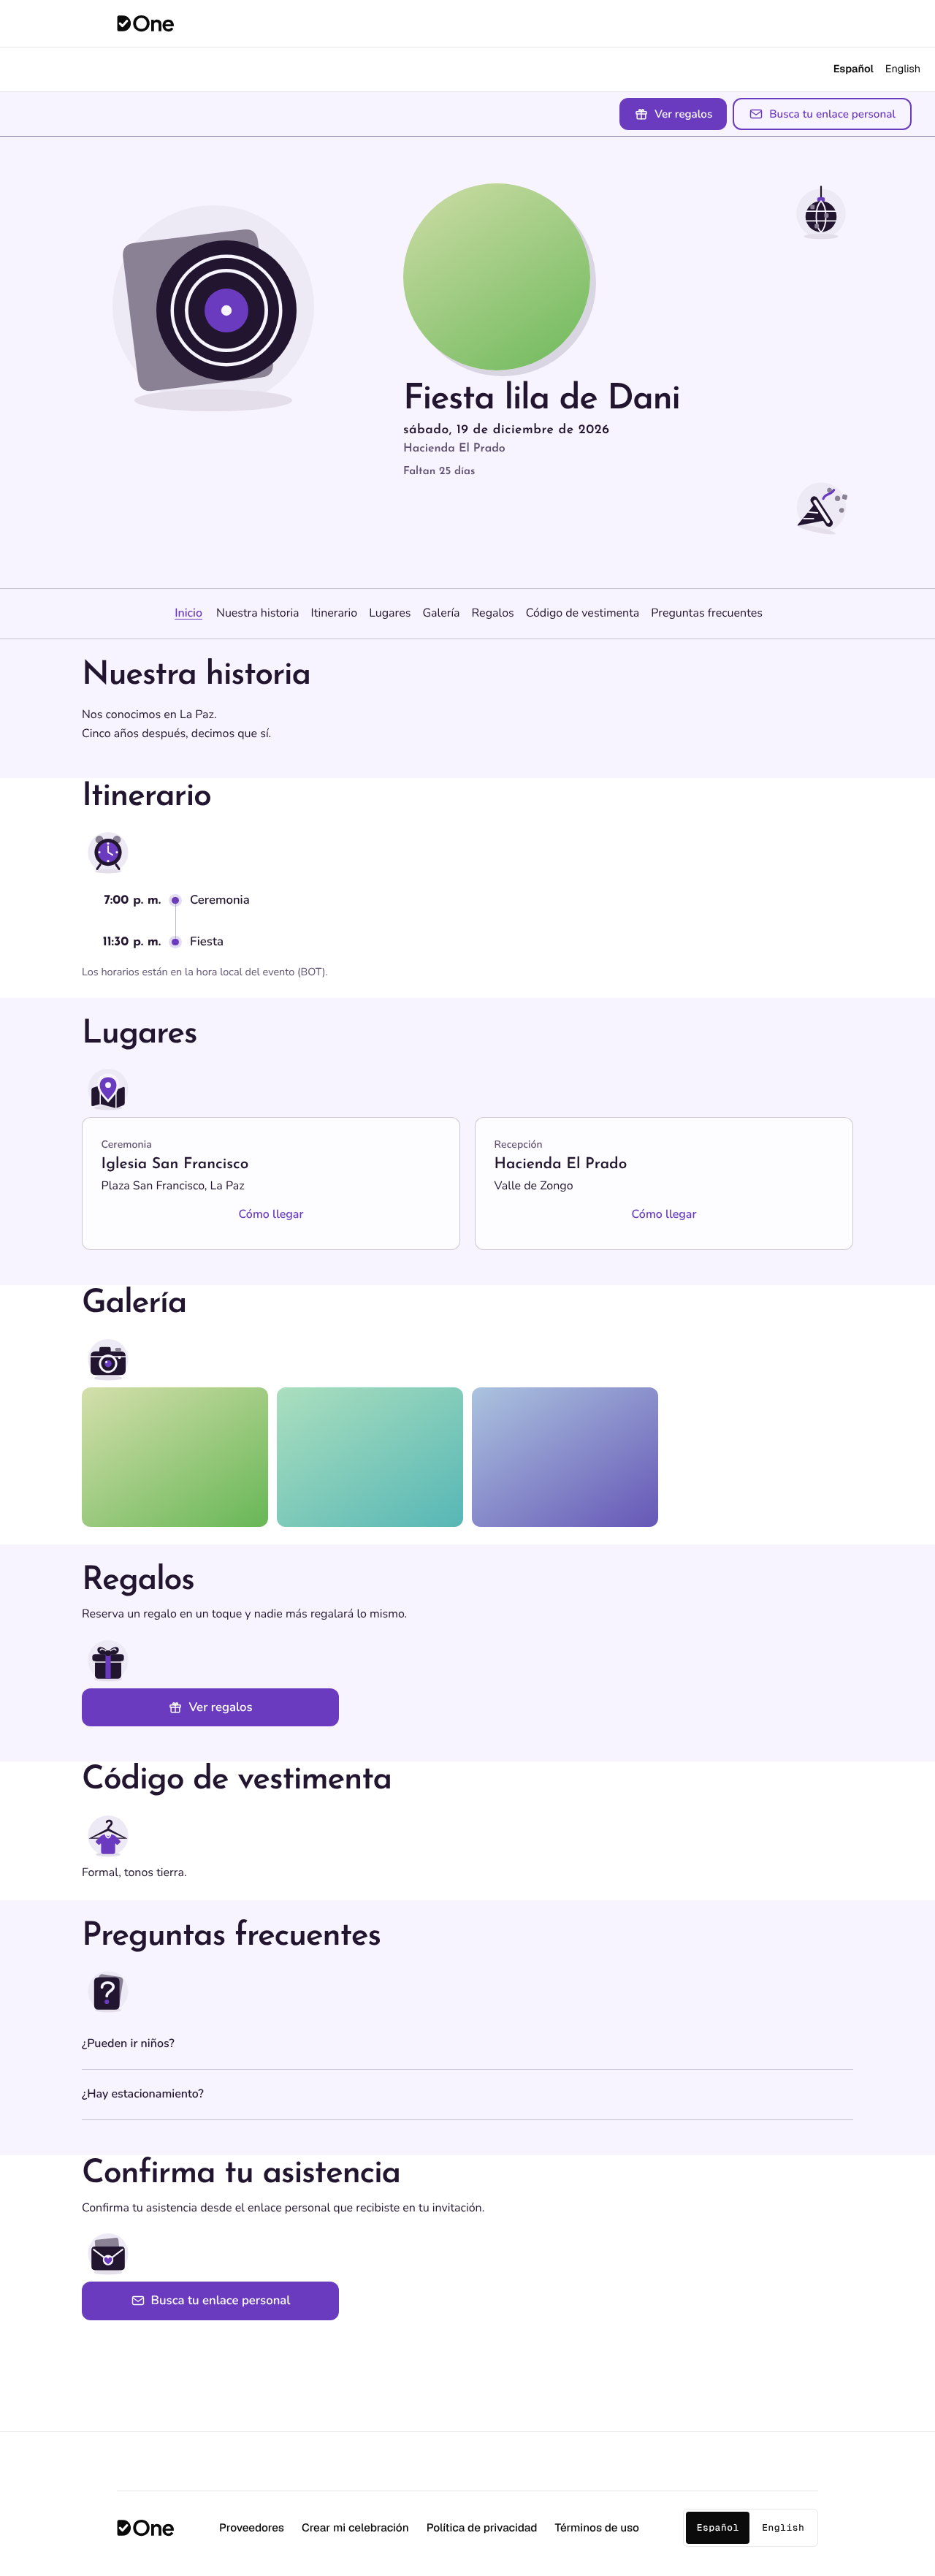 DOne
Español English
Ver regalos Busca tu enlace personal
Fiesta lila de Dani
sábado, 19 de diciembre de 2026
Hacienda El Prado
Faltan 25 días
Inicio Nuestra historia Itinerario Lugares Galería Regalos Código de vestimenta Preguntas frecuentes
Nuestra historia
Nos conocimos en La Paz.
Cinco años después, decimos que sí.
Itinerario
7:00 p. m. Ceremonia
11:30 p. m. Fiesta
Los horarios están en la hora local del evento (BOT).
Lugares
Ceremonia
Iglesia San Francisco
Plaza San Francisco, La Paz
Cómo llegar
Recepción
Hacienda El Prado
Valle de Zongo
Cómo llegar
Galería
Regalos
Reserva un regalo en un toque y nadie más regalará lo mismo.
Ver regalos
Código de vestimenta
Formal, tonos tierra.
Preguntas frecuentes
?
¿Pueden ir niños?
¿Hay estacionamiento?
Confirma tu asistencia
Confirma tu asistencia desde el enlace personal que recibiste en tu invitación.
Busca tu enlace personal
DOne Proveedores Crear mi celebración Política de privacidad Términos de uso Español English